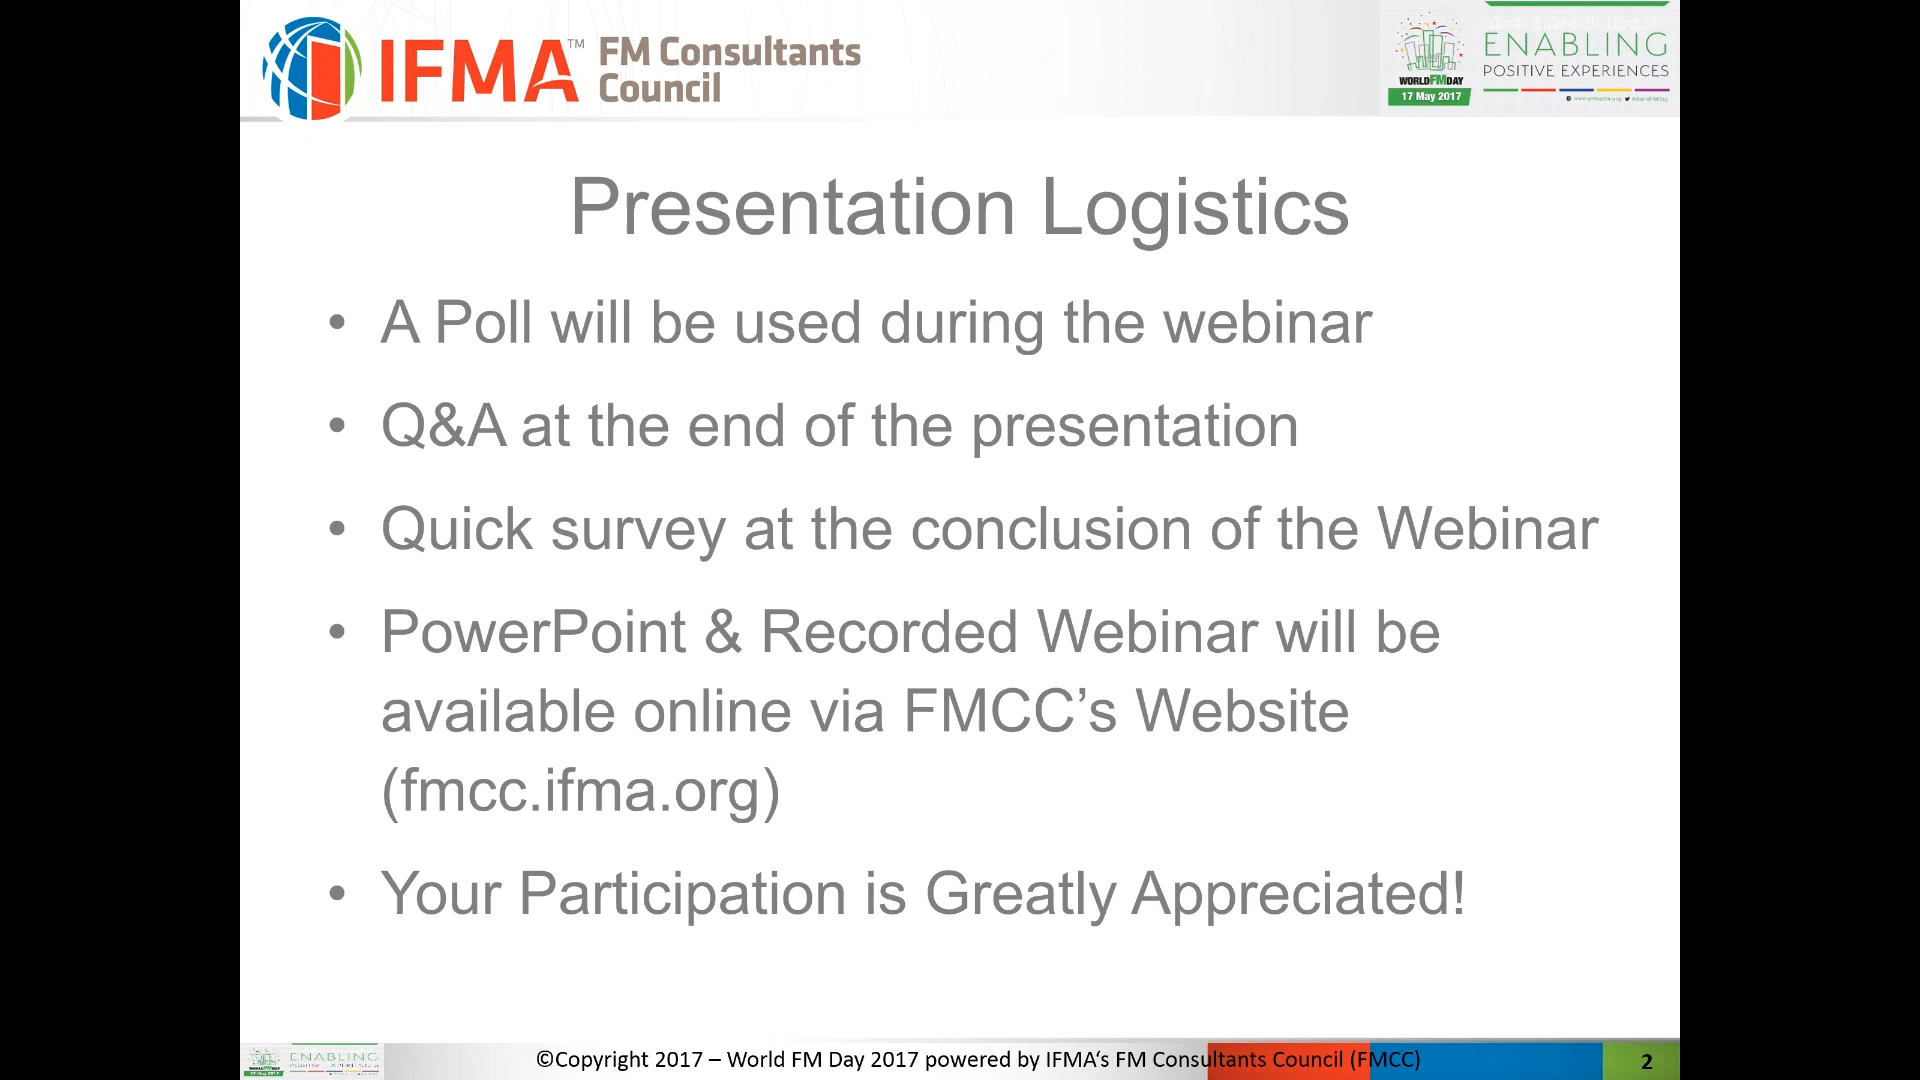 IFMA™ FM Consultants
Council
WORLD FM DAY
17 May 2017
ENABLING
POSITIVE EXPERIENCES
Presentation Logistics
• A Poll will be used during the webinar
• Q&A at the end of the presentation
• Quick survey at the conclusion of the Webinar
• PowerPoint & Recorded Webinar will be
available online via FMCC’s Website
(fmcc.ifma.org)
• Your Participation is Greatly Appreciated!
ENABLING
©Copyright 2017 – World FM Day 2017 powered by IFMA‘s FM Consultants Council (FMCC)
2